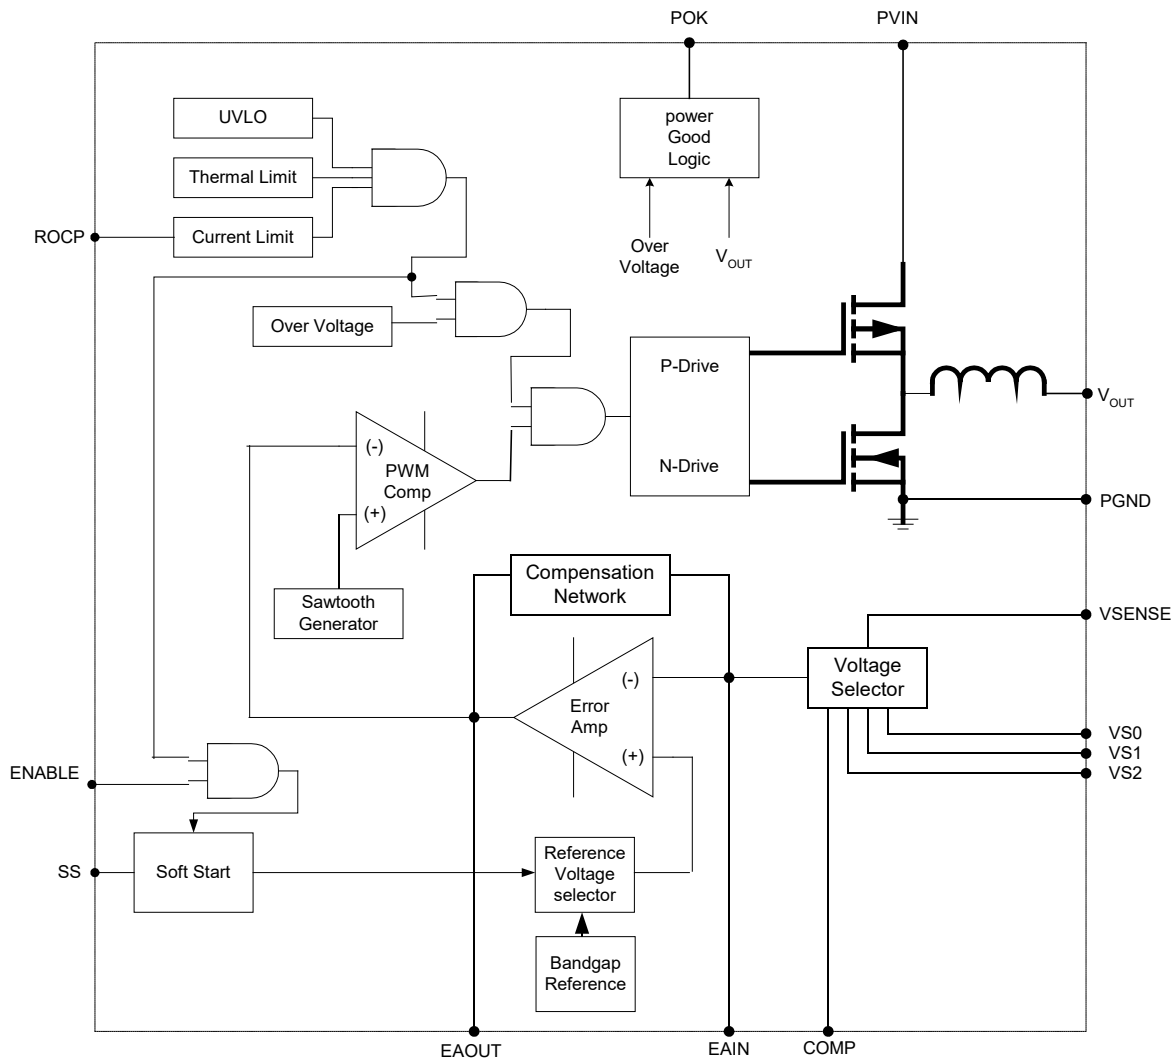 POK
PVIN
UVLO
power
Good
Logic
Thermal Limit
ROCP
Current Limit
Over
Voltage
VOUT
Over Voltage
P-Drive
VOUT
(-)
PWM
Comp
(+)
N-Drive
PGND
Compensation
Network
Sawtooth
Generator
VSENSE
Voltage
Selector
(-)
Error
Amp
(+)
VS0
VS1
VS2
ENABLE
SS
Soft Start
Reference
Voltage
selector
Bandgap
Reference
EAOUT
EAIN
COMP